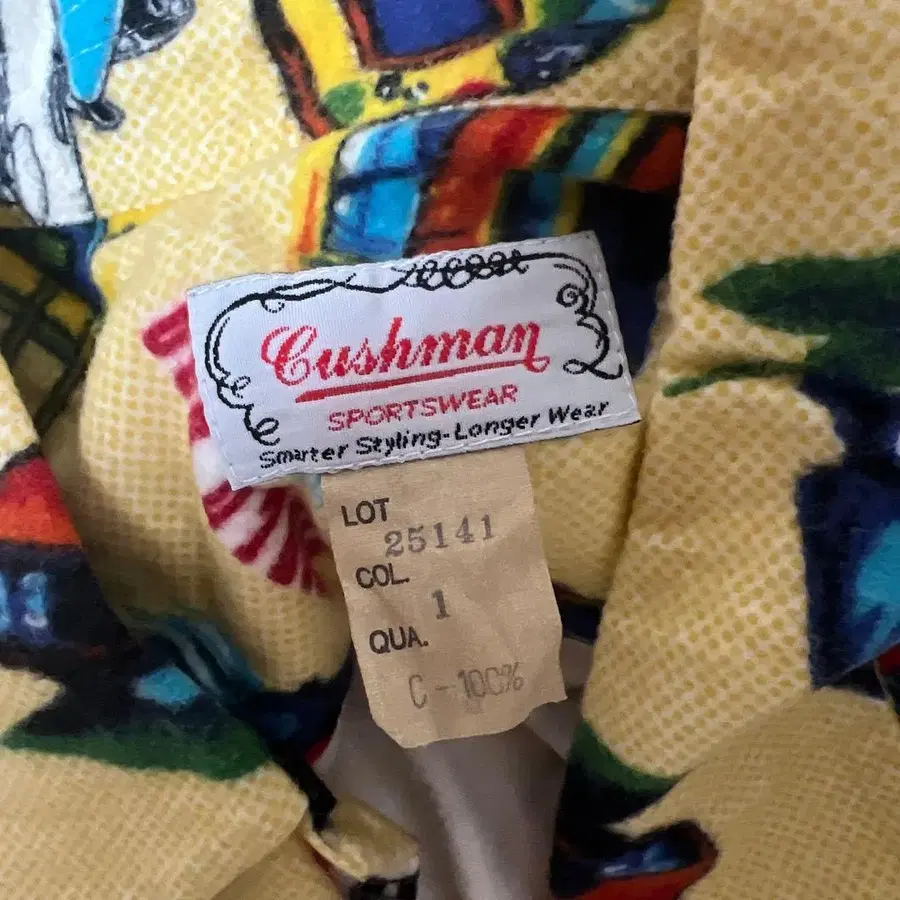 Cushman
SPORTSWEAR
Smarter Styling-Longer Wear
LOT
25141
COL.
1
QUA.
C-100%